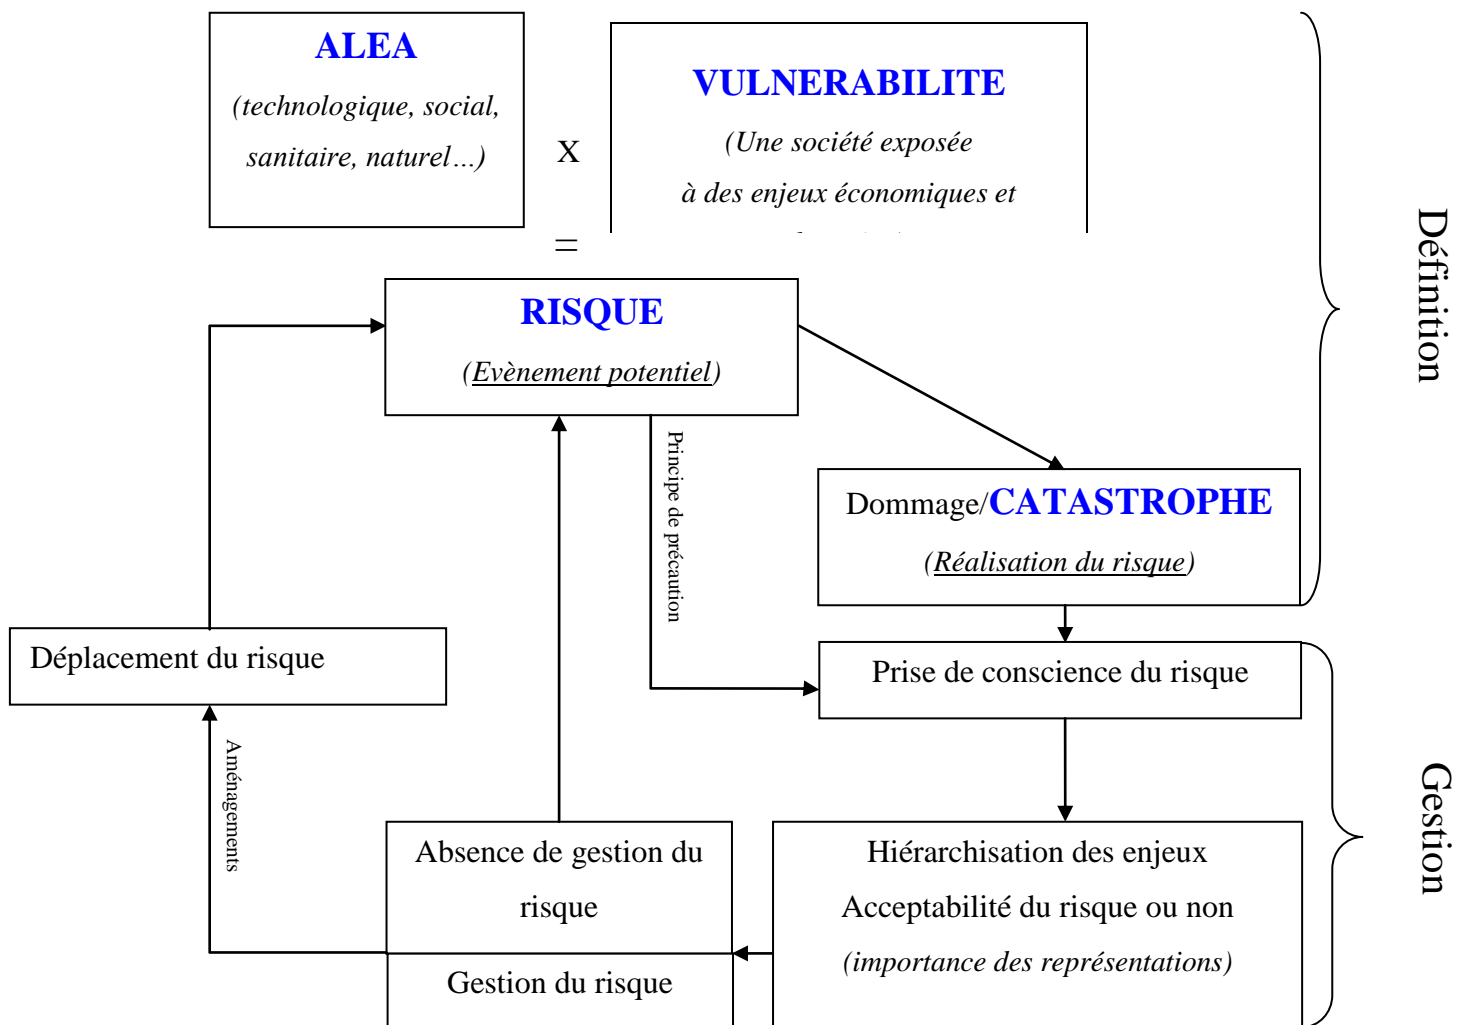 ALEA
(technologique, social,
sanitaire, naturel…)
X
VULNERABILITE
(Une société exposée
à des enjeux économiques et
=
RISQUE
(Evènement potentiel)
Principe de précaution
Dommage/CATASTROPHE
(Réalisation du risque)
Définition
Déplacement du risque
Prise de conscience du risque
Aménagements
Absence de gestion du
risque
Gestion du risque
Hiérarchisation des enjeux
Acceptabilité du risque ou non
(importance des représentations)
Gestion